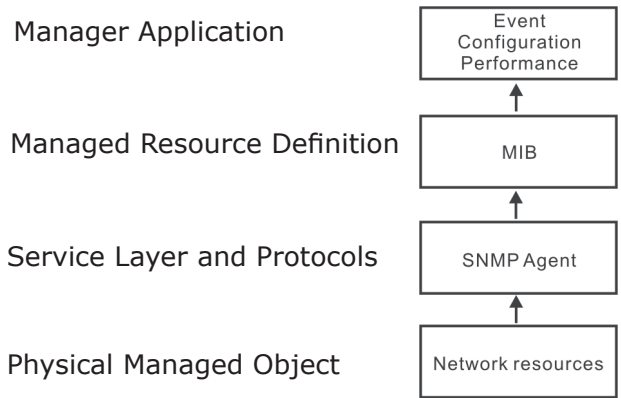 Manager Application
Event
Configuration
Performance
Managed Resource Definition
MIB
Service Layer and Protocols
SNMP Agent
Physical Managed Object
Network resources